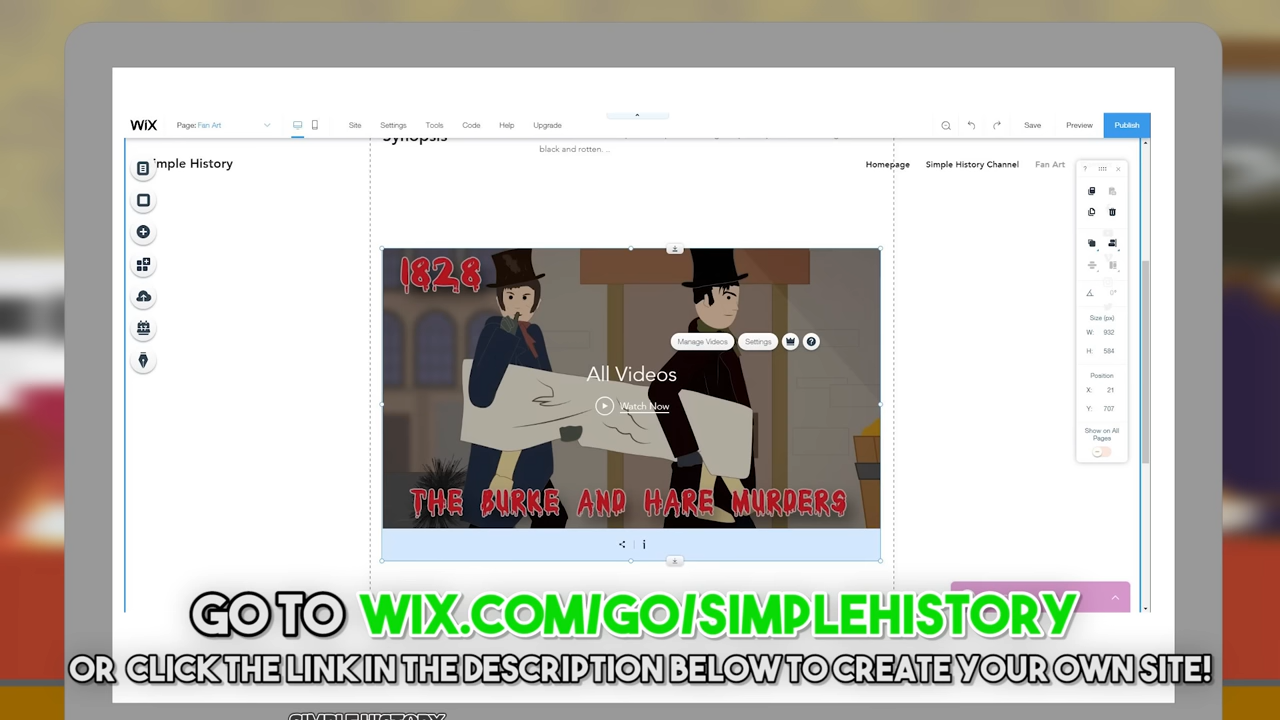 WIX Page: Fan Art Site Settings Tools Code Help Upgrade Save Preview Publish
Synopsis
black and rotten. ...
mple History Homepage Simple History Channel Fan Art
1828
Manage Videos Settings
All Videos
Watch Now
THE BURKE AND HARE MURDERS
Size (px)
W: 932
H: 584
Position
X: 21
Y: 707
Show on All
Pages
GO TO WIX.COM/GO/SIMPLEHISTORY
OR CLICK THE LINK IN THE DESCRIPTION BELOW TO CREATE YOUR OWN SITE!
SIMPLE HISTORY